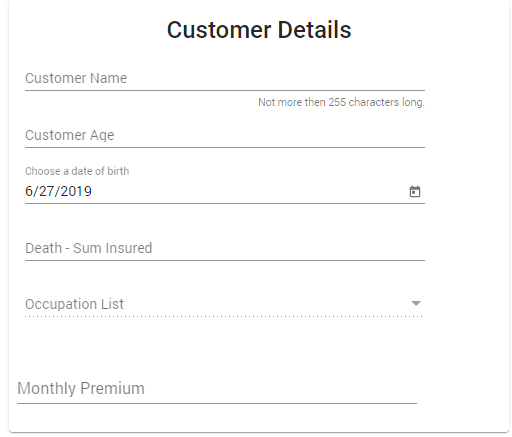 Customer Details
Customer Name
Not more then 255 characters long.
Customer Age
Choose a date of birth
6/27/2019
Death - Sum Insured
Occupation List
Monthly Premium